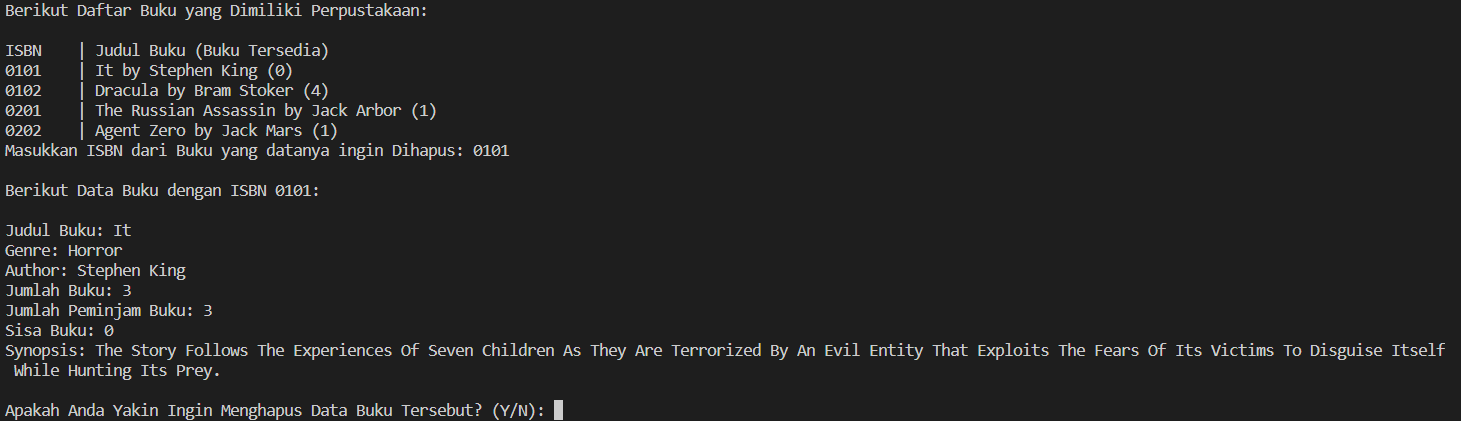 Berikut Daftar Buku yang Dimiliki Perpustakaan:
ISBN    | Judul Buku (Buku Tersedia)
0101    | It by Stephen King (0)
0102    | Dracula by Bram Stoker (4)
0201    | The Russian Assassin by Jack Arbor (1)
0202    | Agent Zero by Jack Mars (1)
Masukkan ISBN dari Buku yang datanya ingin Dihapus: 0101
Berikut Data Buku dengan ISBN 0101:
Judul Buku: It
Genre: Horror
Author: Stephen King
Jumlah Buku: 3
Jumlah Peminjam Buku: 3
Sisa Buku: 0
Synopsis: The Story Follows The Experiences Of Seven Children As They Are Terrorized By An Evil Entity That Exploits The Fears Of Its Victims To Disguise Itself
While Hunting Its Prey.
Apakah Anda Yakin Ingin Menghapus Data Buku Tersebut? (Y/N):